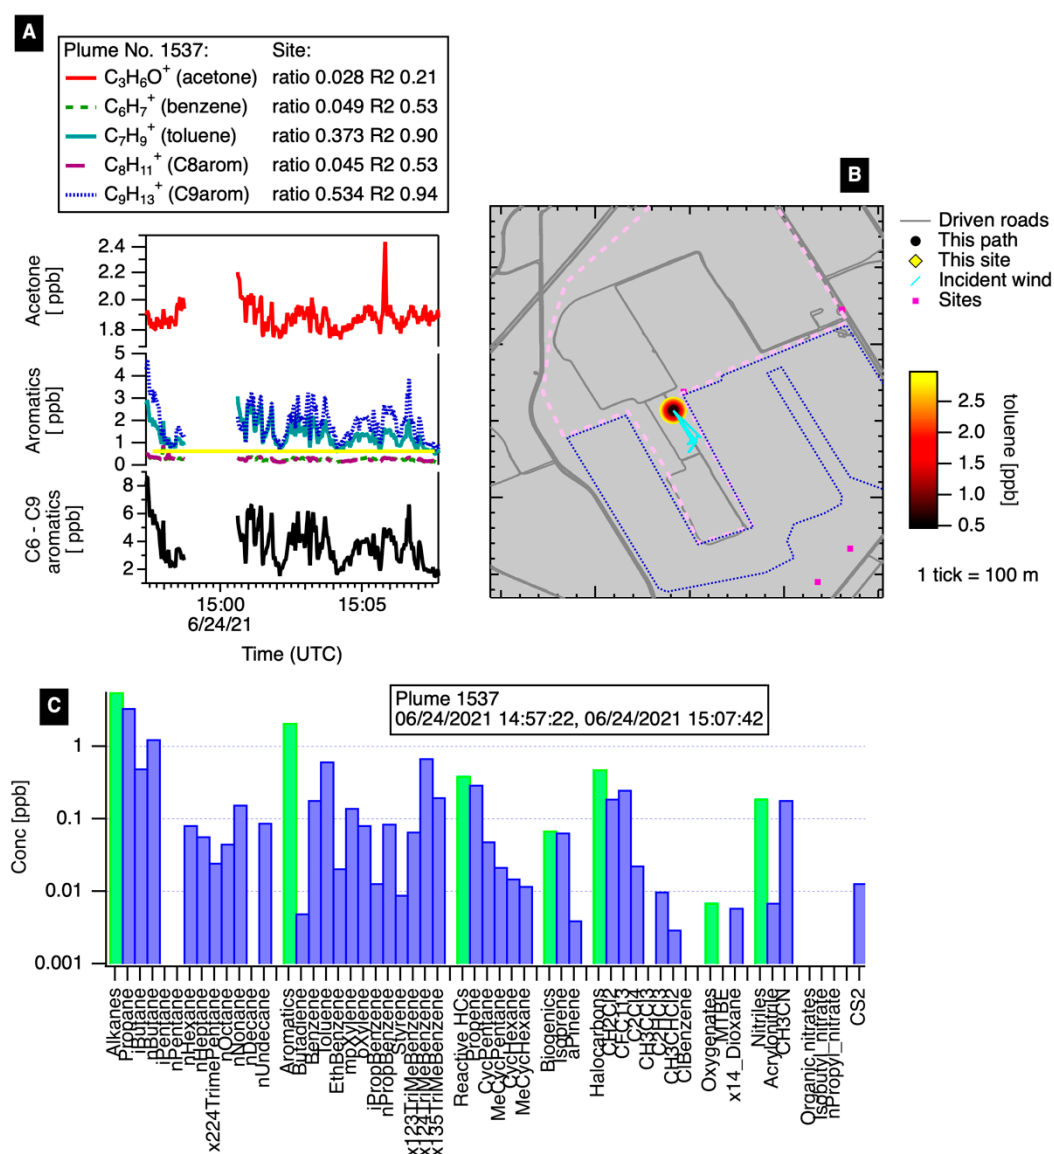 A
Plume No. 1537: Site:
C3H6O+ (acetone) ratio 0.028 R2 0.21
C6H7+ (benzene) ratio 0.049 R2 0.53
C7H9+ (toluene) ratio 0.373 R2 0.90
C8H11+ (C8arom) ratio 0.045 R2 0.53
C9H13+ (C9arom) ratio 0.534 R2 0.94
Acetone
[ ppb]
2.4
2.2
2.0
1.8
Aromatics
[ ppb]
5
4
3
2
1
0
C6 - C9
aromatics
[ ppb]
8
6
4
2
15:00
6/24/21
15:05
Time (UTC)
B
Driven roads
This path
This site
Incident wind
Sites
2.5
2.0
1.5
1.0
0.5
toluene [ppb]
1 tick = 100 m
C
Plume 1537
06/24/2021 14:57:22, 06/24/2021 15:07:42
Conc [ppb]
1
0.1
0.01
0.001
Alkanes
Propane
iButane
nButane
iPentane
nPentane
nHexane
nHeptane
x224TrimePentane
nOctane
nNonane
nDecane
nUndecane
Aromatics
Butadiene
Benzene
Toluene
EthBenzene
mpXylene
oXylene
iPropBenzene
nPropBenzene
Styrene
x123TriMeBenzene
x124TriMeBenzene
x135TriMeBenzene
Reactive HCs
Propene
CycPentane
MeCycPentane
CycHexane
MeCycHexane
Biogenics
Isoprene
aPinene
Halocarbons
CH2Cl2
CFC113
C2Cl4
CH3CCl3
C2HCl3
CH3CHCl2
ClBenzene
Oxygenates
MTBE
x14_Dioxane
Nitriles
Acrylonitrile
CH3CN
Organic nitrates
Isobutyl_nitrate
nPropyl_nitrate
CS2